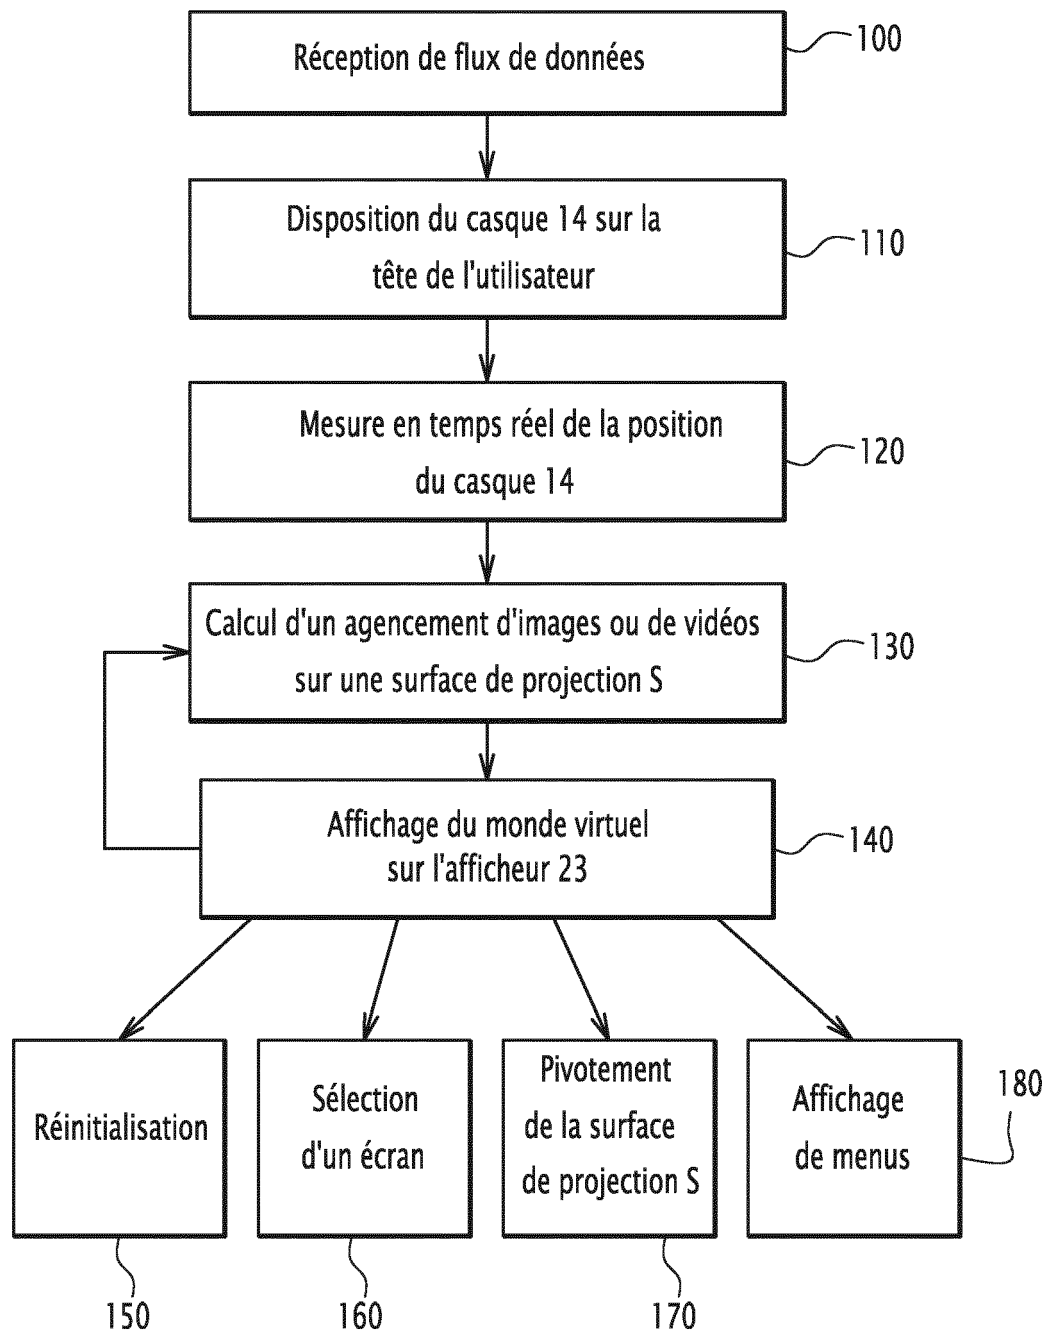 Réception de flux de données
100
Disposition du casque 14 sur la
tête de l'utilisateur
110
Mesure en temps réel de la position
du casque 14
120
Calcul d'un agencement d'images ou de vidéos
sur une surface de projection S
130
Affichage du monde virtuel
sur l'afficheur 23
140
Réinitialisation
150
Sélection
d'un écran
160
Pivotement
de la surface
de projection S
170
Affichage
de menus
180